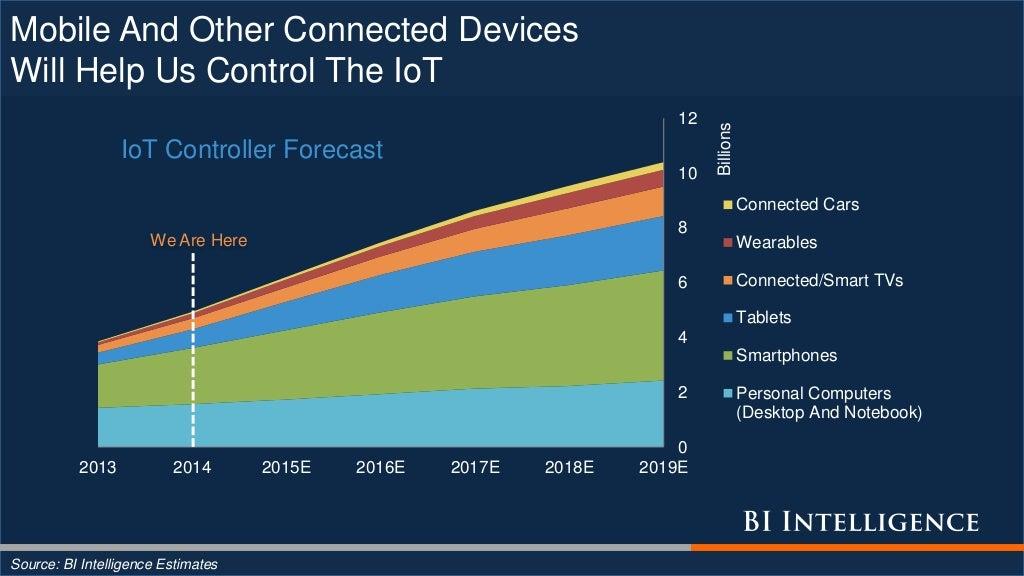 Mobile And Other Connected Devices
Will Help Us Control The IoT
IoT Controller Forecast
We Are Here
12
10
8
6
4
2
0
Billions
2013 2014 2015E 2016E 2017E 2018E 2019E
Connected Cars
Wearables
Connected/Smart TVs
Tablets
Smartphones
Personal Computers
(Desktop And Notebook)
BI INTELLIGENCE
Source: BI Intelligence Estimates